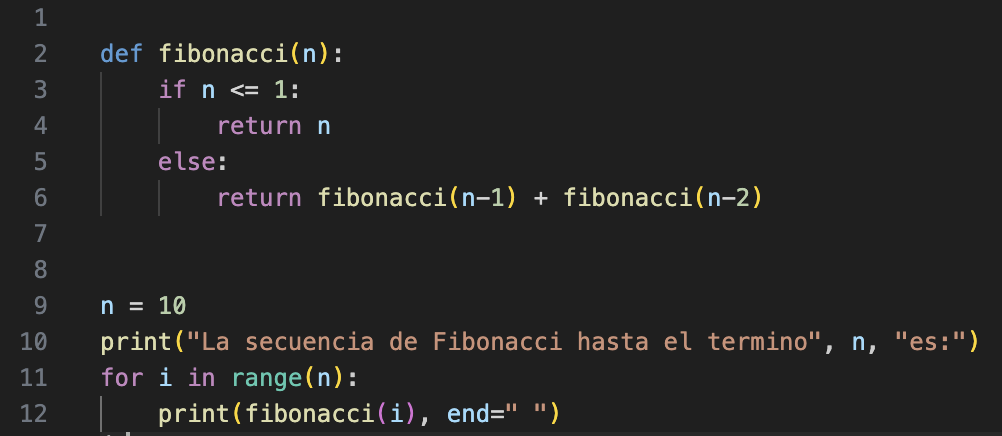 1
2 def fibonacci(n):
3     if n <= 1:
4         return n
5     else:
6         return fibonacci(n-1) + fibonacci(n-2)
7
8
9 n = 10
10 print("La secuencia de Fibonacci hasta el termino", n, "es:")
11 for i in range(n):
12     print(fibonacci(i), end=" ")